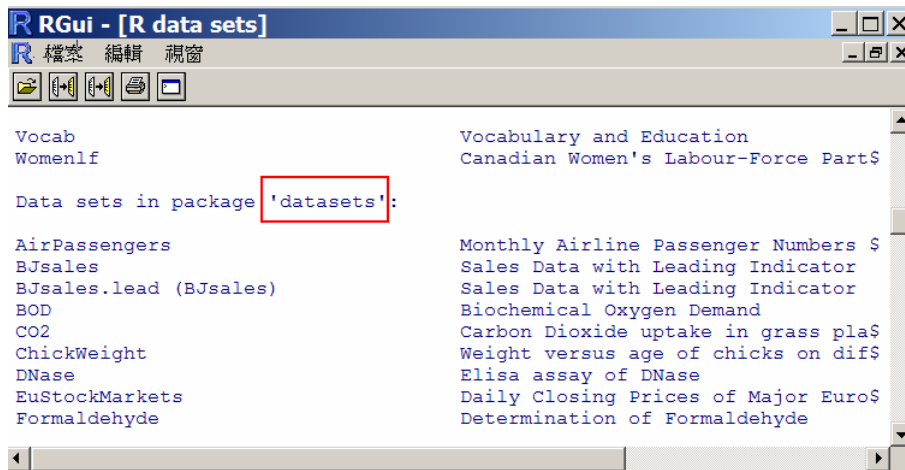 RGui - [R data sets]
檔案 編輯 視窗
Vocab Vocabulary and Education
Womenlf Canadian Women's Labour-Force Part$
Data sets in package 'datasets':
AirPassengers Monthly Airline Passenger Numbers $
BJsales Sales Data with Leading Indicator
BJsales.lead (BJsales) Sales Data with Leading Indicator
BOD Biochemical Oxygen Demand
CO2 Carbon Dioxide uptake in grass pla$
ChickWeight Weight versus age of chicks on dif$
DNase Elisa assay of DNase
EuStockMarkets Daily Closing Prices of Major Euro$
Formaldehyde Determination of Formaldehyde